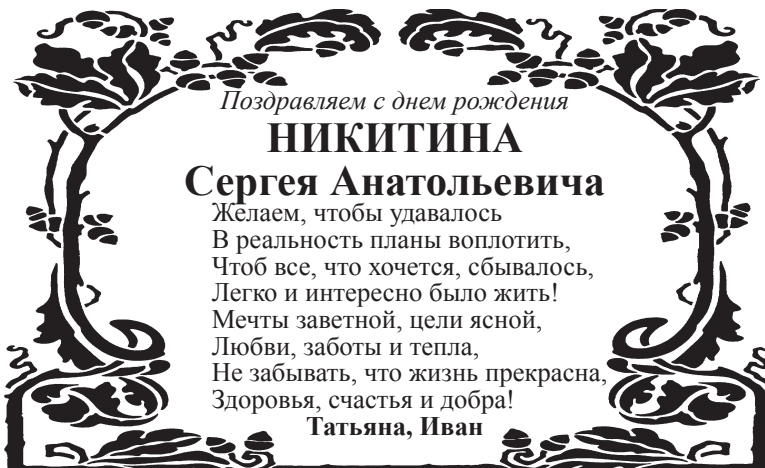 Поздравляем с днем рождения
НИКИТИНА
Сергея Анатольевича
Желаем, чтобы удавалось
В реальность планы воплотить,
Чтоб все, что хочется, сбывалось,
Легко и интересно было жить!
Мечты заветной, цели ясной,
Любви, заботы и тепла,
Не забывать, что жизнь прекрасна,
Здоровья, счастья и добра!
Татьяна, Иван